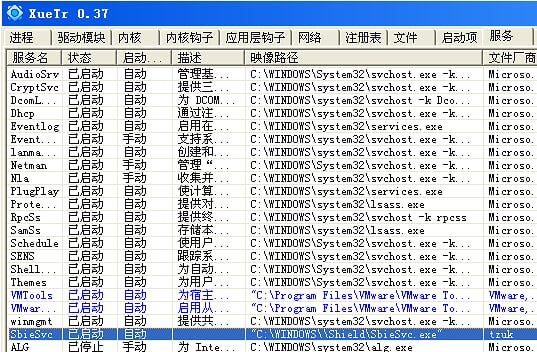 XueTr 0.37
进程 驱动模块 内核 内核钩子 应用层钩子 网络 注册表 文件 启动项 服务
服务名 状态 启动... 描述 映像路径 文件厂商
AudioSrv 已启动 自动 管理基... C:\WINDOWS\System32\svchost.exe -k... Microso.
CryptSvc 已启动 自动 提供三... C:\WINDOWS\system32\svchost.exe -k... Microso.
DcomL... 已启动 自动 为 DCOM... C:\WINDOWS\system32\svchost -k Dco... Microso.
Dhcp 已启动 自动 通过注... C:\WINDOWS\system32\svchost.exe -k... Microso.
Eventlog 已启动 自动 启用在... C:\WINDOWS\system32\services.exe Microso.
Event... 已启动 手动 支持系... C:\WINDOWS\system32\svchost.exe -k... Microso.
lanma... 已启动 自动 创建和... C:\WINDOWS\system32\svchost.exe -k... Microso.
Netman 已启动 手动 管理“... C:\WINDOWS\System32\svchost.exe -k... Microso.
Nla 已启动 手动 收集并... C:\WINDOWS\system32\svchost.exe -k... Microso.
PlugPlay 已启动 自动 使计算... C:\WINDOWS\system32\services.exe Microso.
Prote... 已启动 自动 提供对... C:\WINDOWS\system32\lsass.exe Microso.
RpcSs 已启动 自动 提供终... C:\WINDOWS\system32\svchost -k rpcss Microso.
SamSs 已启动 自动 存储本... C:\WINDOWS\system32\lsass.exe Microso.
Schedule 已启动 自动 使用户... C:\WINDOWS\System32\svchost.exe -k... Microso.
SENS 已启动 自动 跟踪系... C:\WINDOWS\system32\svchost.exe -k... Microso.
Shell... 已启动 自动 为自动... C:\WINDOWS\System32\svchost.exe -k... Microso.
Themes 已启动 自动 为用户... C:\WINDOWS\System32\svchost.exe -k... Microso.
VMTools 已启动 自动 为宿主... "C:\Program Files\VMware\VMware To... VMware,.
VMwar... 已启动 自动 启用从... "C:\Program Files\VMware\VMware To... VMware,.
winmgmt 已启动 自动 提供共... C:\WINDOWS\system32\svchost.exe -k... Microso.
SbieSvc 已启动 自动 "C:\WINDOWS\\Shield\SbieSvc.exe" tzuk
ALG 已停止 手动 为 Inte... C:\WINDOWS\System32\alg.exe Microso.